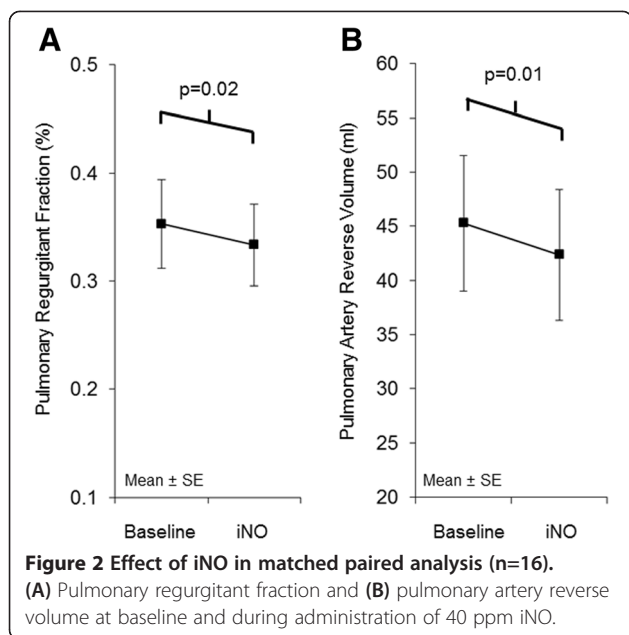 A
Pulmonary Regurgitant Fraction (%)
0.5
0.4
0.3
0.2
0.1
p=0.02
Mean ± SE
Baseline
iNO
B
Pulmonary Artery Reverse Volume (ml)
60
55
50
45
40
35
30
25
20
p=0.01
Mean ± SE
Baseline
iNO
Figure 2 Effect of iNO in matched paired analysis (n=16).
(A) Pulmonary regurgitant fraction and (B) pulmonary artery reverse
volume at baseline and during administration of 40 ppm iNO.